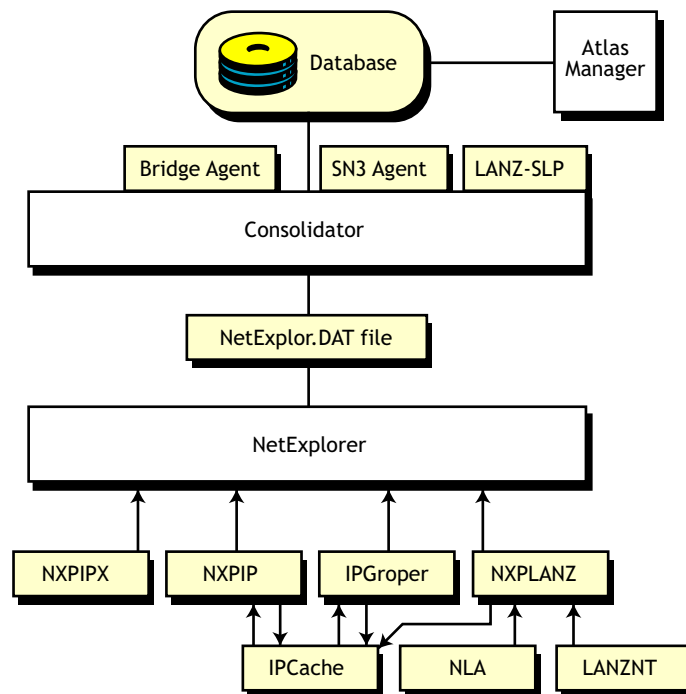 Database
Atlas
Manager
Bridge Agent
SN3 Agent
LANZ-SLP
Consolidator
NetExplor.DAT file
NetExplorer
NXPIPX
NXPIP
IPGroper
NXPLANZ
IPCache
NLA
LANZNT